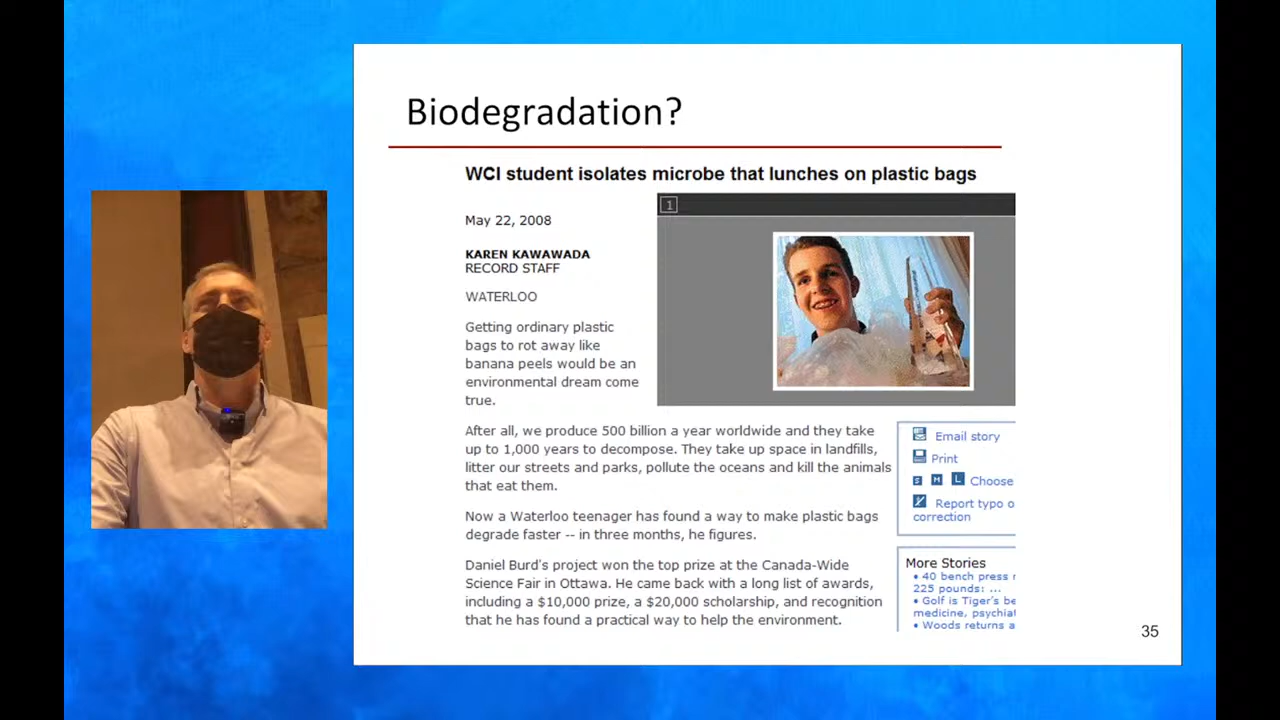 Biodegradation?
WCI student isolates microbe that lunches on plastic bags
1
May 22, 2008
KAREN KAWAWADA
RECORD STAFF
WATERLOO
Getting ordinary plastic
bags to rot away like
banana peels would be an
environmental dream come
true.
After all, we produce 500 billion a year worldwide and they take
up to 1,000 years to decompose. They take up space in landfills,
litter our streets and parks, pollute the oceans and kill the animals
that eat them.
Now a Waterloo teenager has found a way to make plastic bags
degrade faster -- in three months, he figures.
Daniel Burd's project won the top prize at the Canada-Wide
Science Fair in Ottawa. He came back with a long list of awards,
including a $10,000 prize, a $20,000 scholarship, and recognition
that he has found a practical way to help the environment.
Email story
Print
S M L Choose
Report typo o
correction
More Stories
• 40 bench press r
225 pounds: ...
• Golf is Tiger's be
medicine, psychiat
• Woods returns a
35